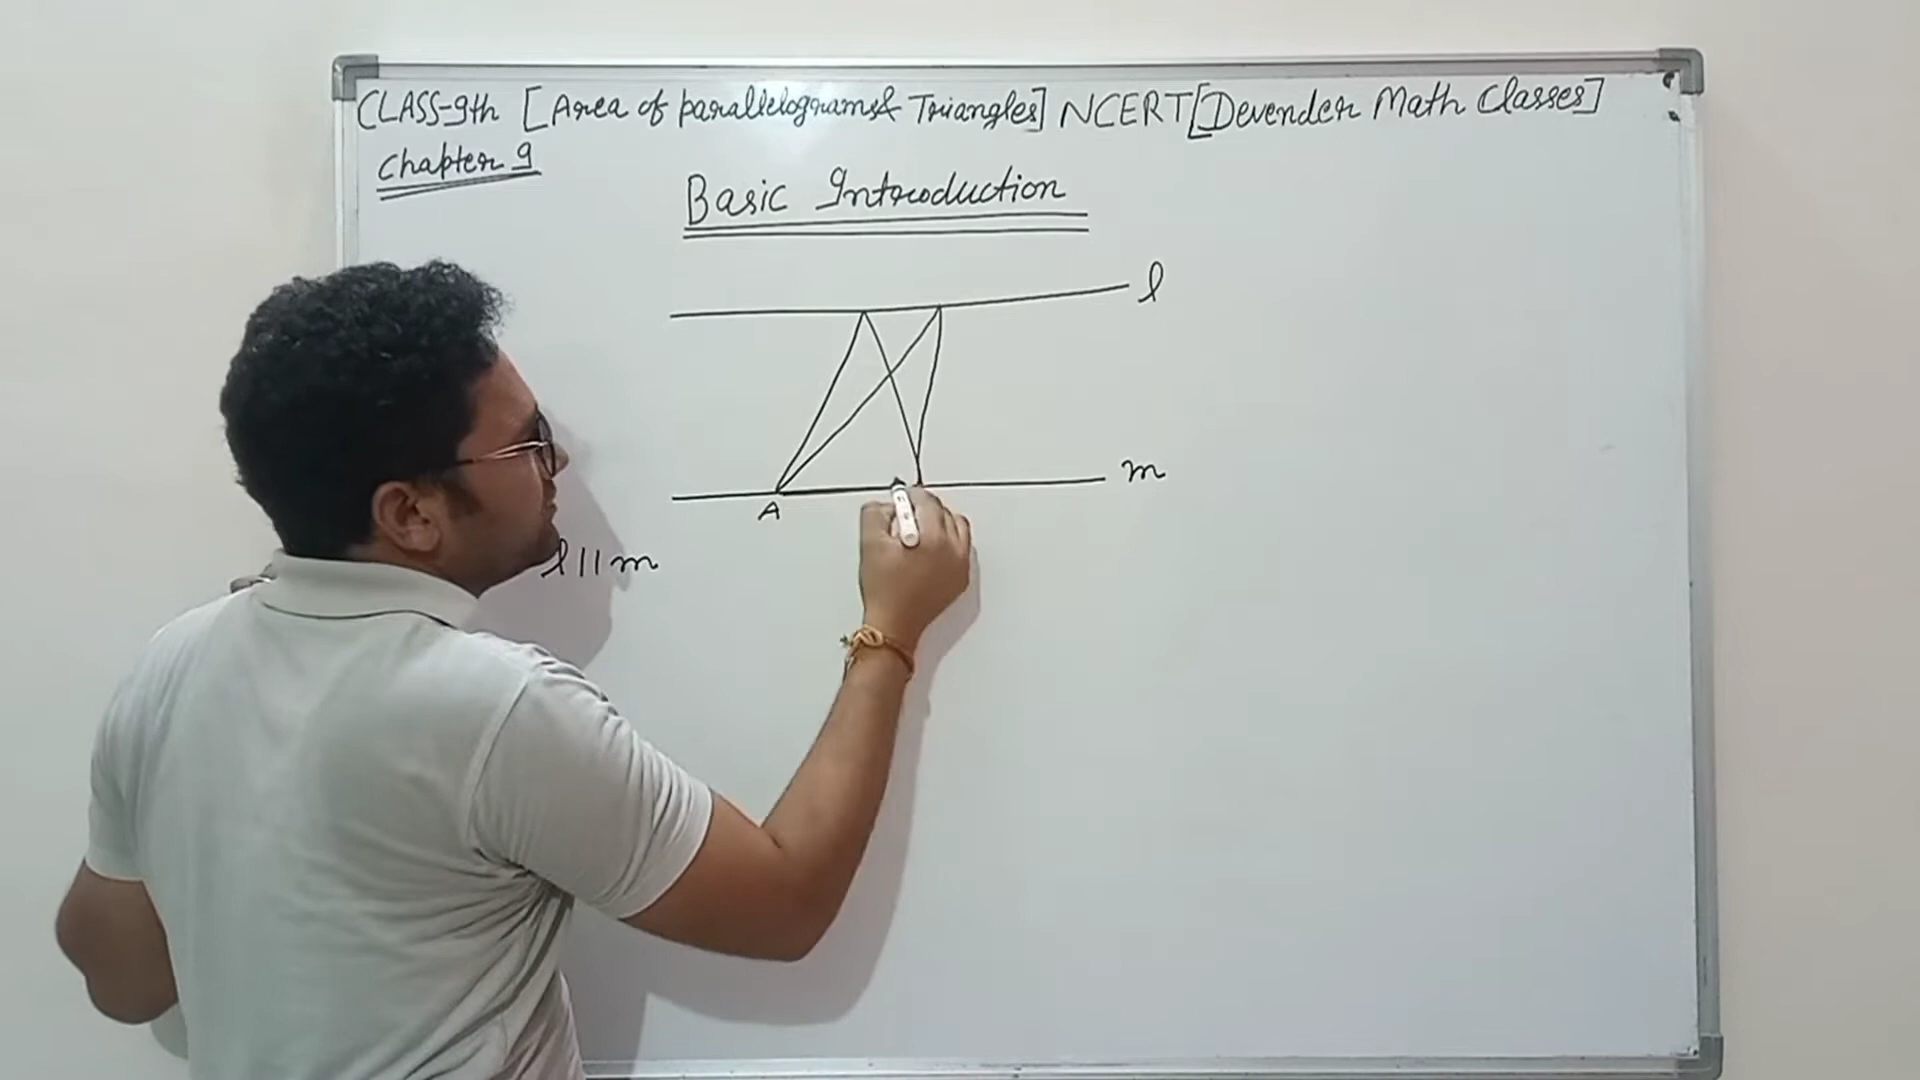 CLASS-9th [Area of parallelograms& Triangles] NCERT [Devender Math Classes]
Chapter 9
Basic Introduction
l
m
A
l || m